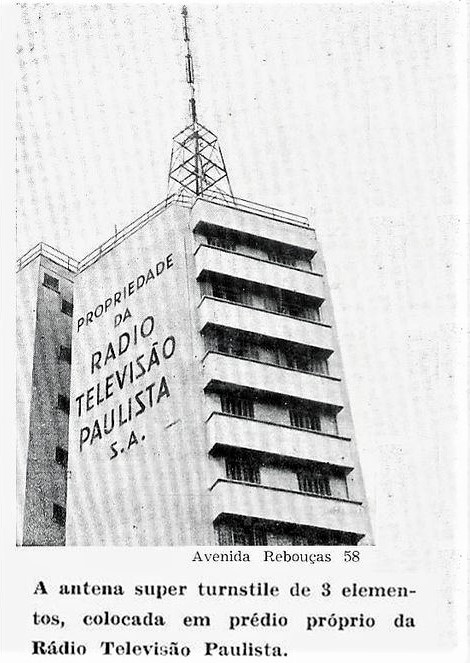 PROPRIEDADE
DA
RADIO
TELEVISÃO
PAULISTA
S.A.
Avenida Rebouças 58
A antena super turnstile de 3 elemen-
tos, colocada em prédio próprio da
Rádio Televisão Paulista.